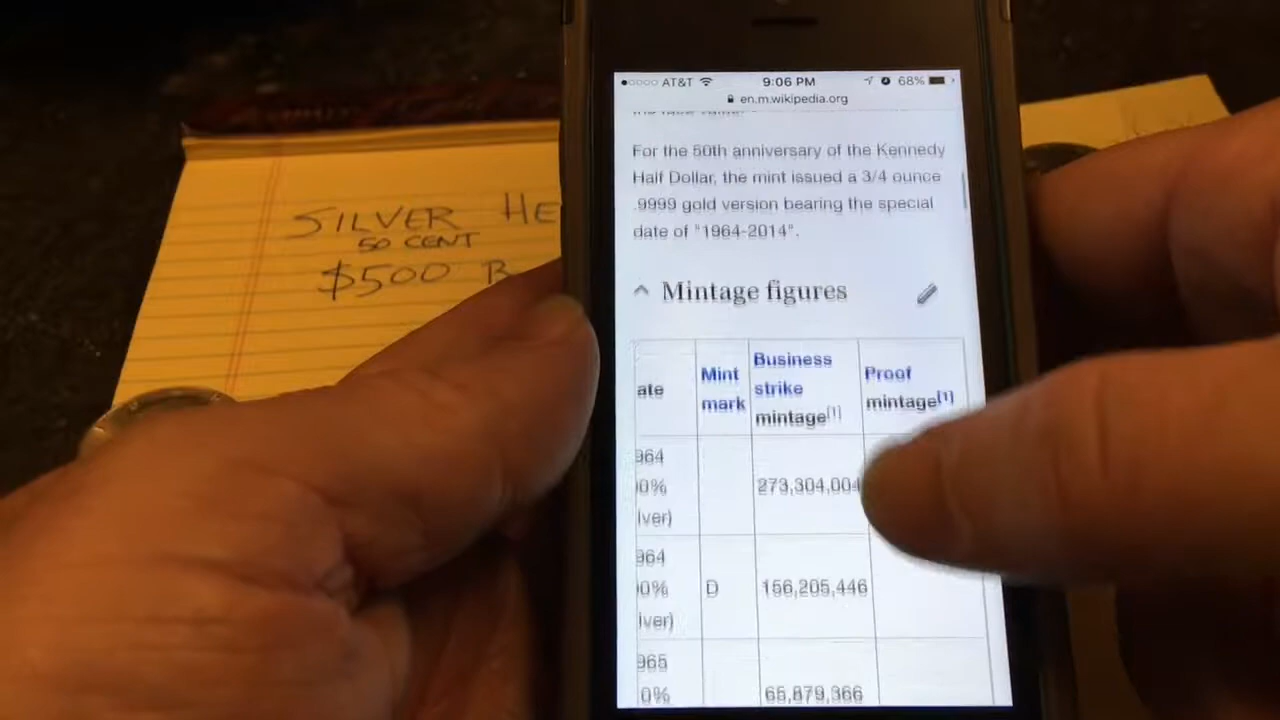 AT&T 9:06 PM 68%
en.m.wikipedia.org
For the 50th anniversary of the Kennedy
Half Dollar, the mint issued a 3/4 ounce
.9999 gold version bearing the special
date of "1964-2014".
Mintage figures
ate Mint mark Business strike mintage[1] Proof mintage[1]
964
0%
lver)
273,304,004
964
0%
lver)
D 156,205,446
965
0%
65,879,366
SILVER HE
50 CENT
$500 B